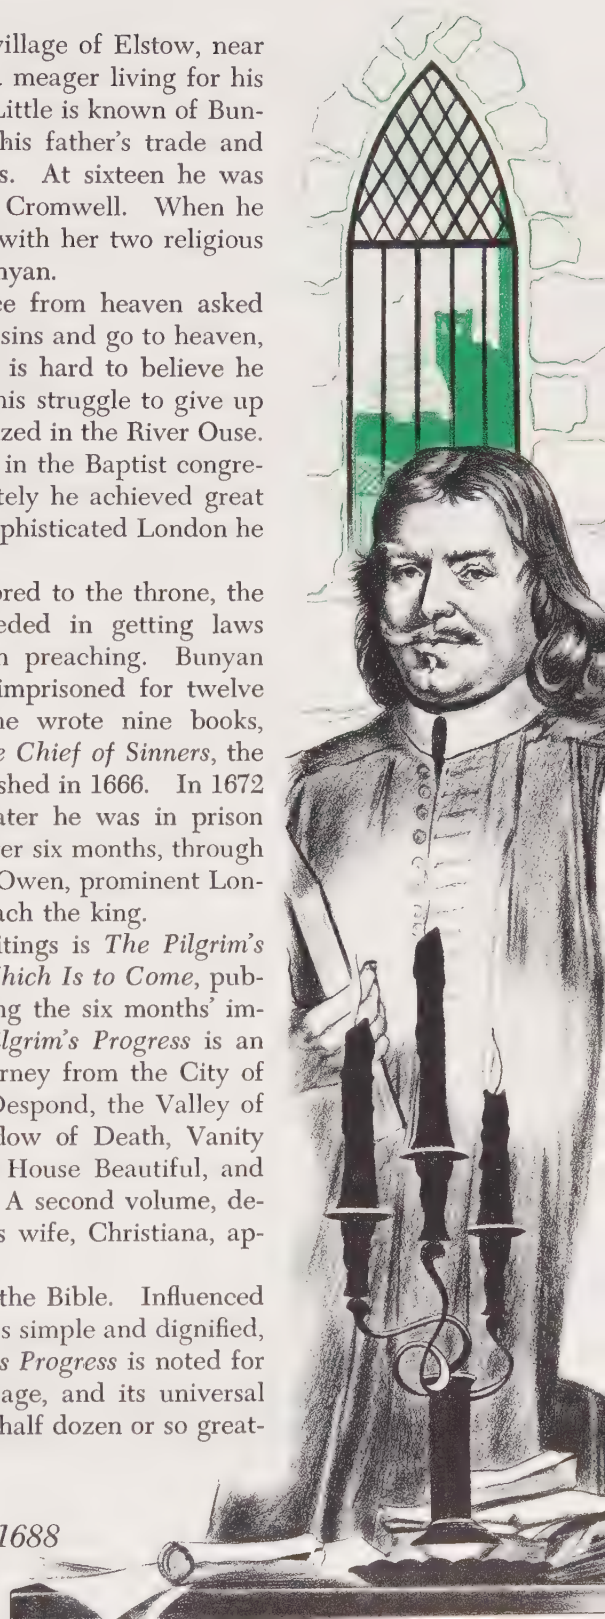 village of Elstow, near
meager living for his
Little is known of Bun-
his father's trade and
s. At sixteen he was
Cromwell. When he
with her two religious
nyan.
ce from heaven asked
sins and go to heaven,
is hard to believe he
his struggle to give up
ized in the River Ouse.
in the Baptist congre-
tely he achieved great
phisticated London he
ored to the throne, the
eded in getting laws
n preaching. Bunyan
imprisoned for twelve
he wrote nine books,
e Chief of Sinners, the
shed in 1666. In 1672
ater he was in prison
er six months, through
Owen, prominent Lon-
ach the king.
itings is The Pilgrim's
Which Is to Come, pub-
ng the six months' im-
ilgrim's Progress is an
rney from the City of
Despond, the Valley of
dow of Death, Vanity
House Beautiful, and
A second volume, de-
s wife, Christiana, ap-
the Bible. Influenced
s simple and dignified,
s Progress is noted for
age, and its universal
half dozen or so great-
1688